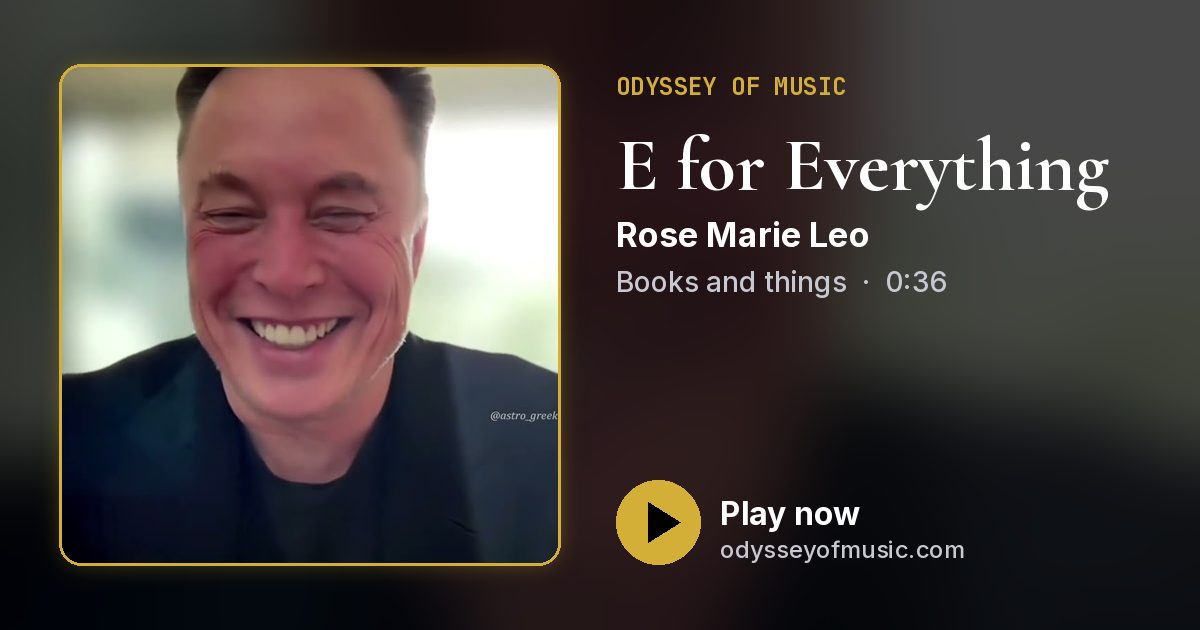 ODYSSEY OF MUSIC
E for Everything
Rose Marie Leo
Books and things · 0:36
@astro_greek
Play now
odysseyofmusic.com